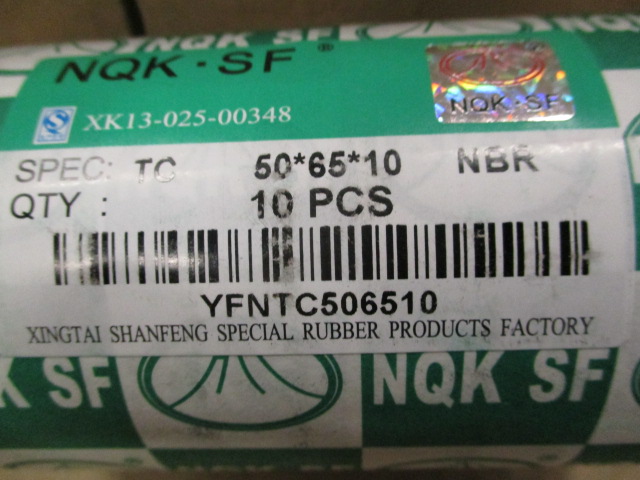 NQK SF
NQK·SF®
NQK·SF
XK13-025-00348
SPEC: TC 50*65*10 NBR
QTY : 10 PCS
YFNTC506510
XINGTAI SHANFENG SPECIAL RUBBER PRODUCTS FACTORY
K SF
NQK SF